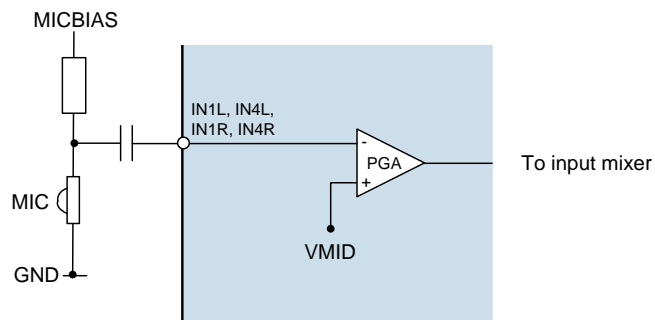 MICBIAS
IN1L, IN4L,
IN1R, IN4R
-
PGA
+
To input mixer
MIC
VMID
GND